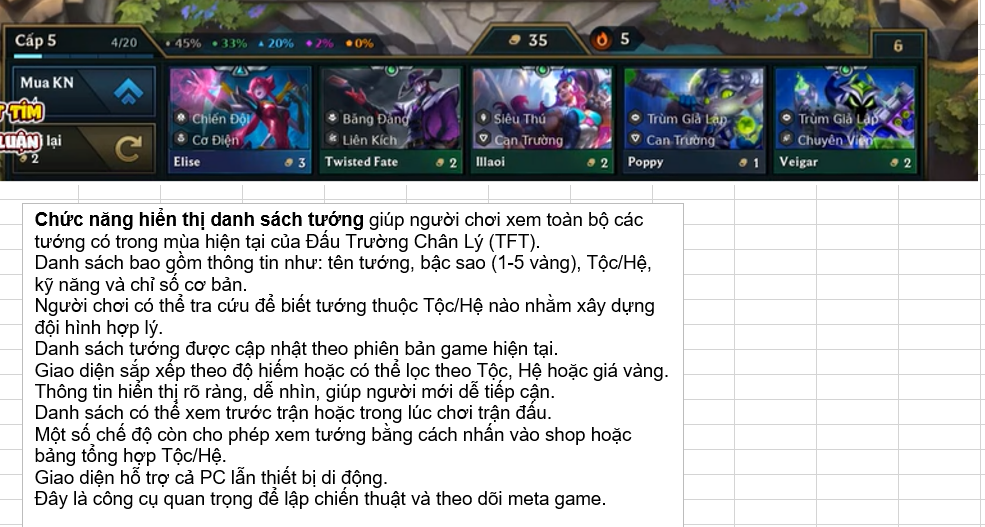 Cấp 5 4/20 45% 33% 20% 2% 0% 35 5 6
Mua KN
TÌM
LUẬN lại
2
Chiến Đội Băng Đảng Siêu Thú Trùm Giả Lập Trùm Giả Lập
Cơ Điện Liên Kích Can Trường Can Trường Chuyên Viên
Elise 3 Twisted Fate 2 Illaoi 2 Poppy 1 Veigar 2
Chức năng hiển thị danh sách tướng giúp người chơi xem toàn bộ các
tướng có trong mùa hiện tại của Đấu Trường Chân Lý (TFT).
Danh sách bao gồm thông tin như: tên tướng, bậc sao (1-5 vàng), Tộc/Hệ,
kỹ năng và chỉ số cơ bản.
Người chơi có thể tra cứu để biết tướng thuộc Tộc/Hệ nào nhằm xây dựng
đội hình hợp lý.
Danh sách tướng được cập nhật theo phiên bản game hiện tại.
Giao diện sắp xếp theo độ hiếm hoặc có thể lọc theo Tộc, Hệ hoặc giá vàng.
Thông tin hiển thị rõ ràng, dễ nhìn, giúp người mới dễ tiếp cận.
Danh sách có thể xem trước trận hoặc trong lúc chơi trận đấu.
Một số chế độ còn cho phép xem tướng bằng cách nhấn vào shop hoặc
bảng tổng hợp Tộc/Hệ.
Giao diện hỗ trợ cả PC lẫn thiết bị di động.
Đây là công cụ quan trọng để lập chiến thuật và theo dõi meta game.